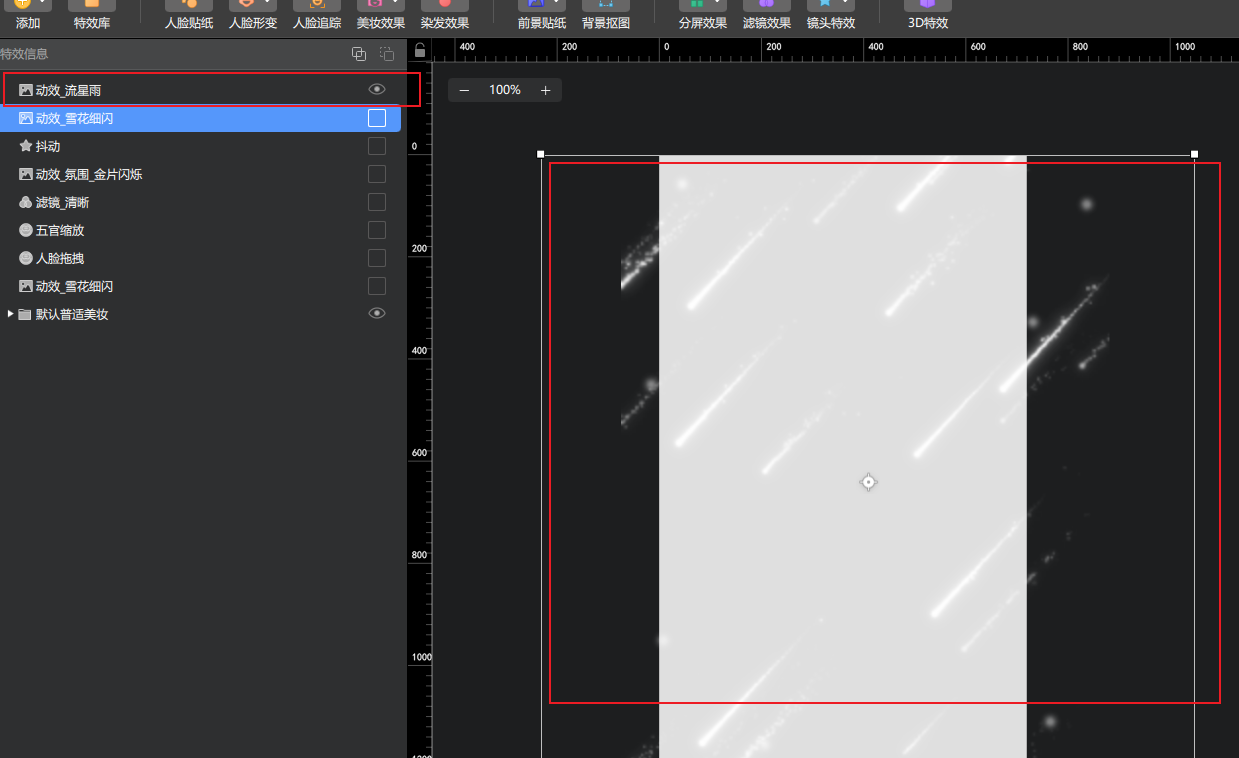 添加 特效库 人脸贴纸 人脸形变 人脸追踪 美妆效果 染发效果 前景贴纸 背景抠图 分屏效果 滤镜效果 镜头特效 3D特效
特效信息
400 200 0 200 400 600 800 1000
动效_流星雨
100%
动效_雪花细闪
抖动
0
动效_氛围_金片闪烁
滤镜_清晰
五官缩放
200
人脸拖拽
动效_雪花细闪
默认普适美妆
400
600
800
1000
1200